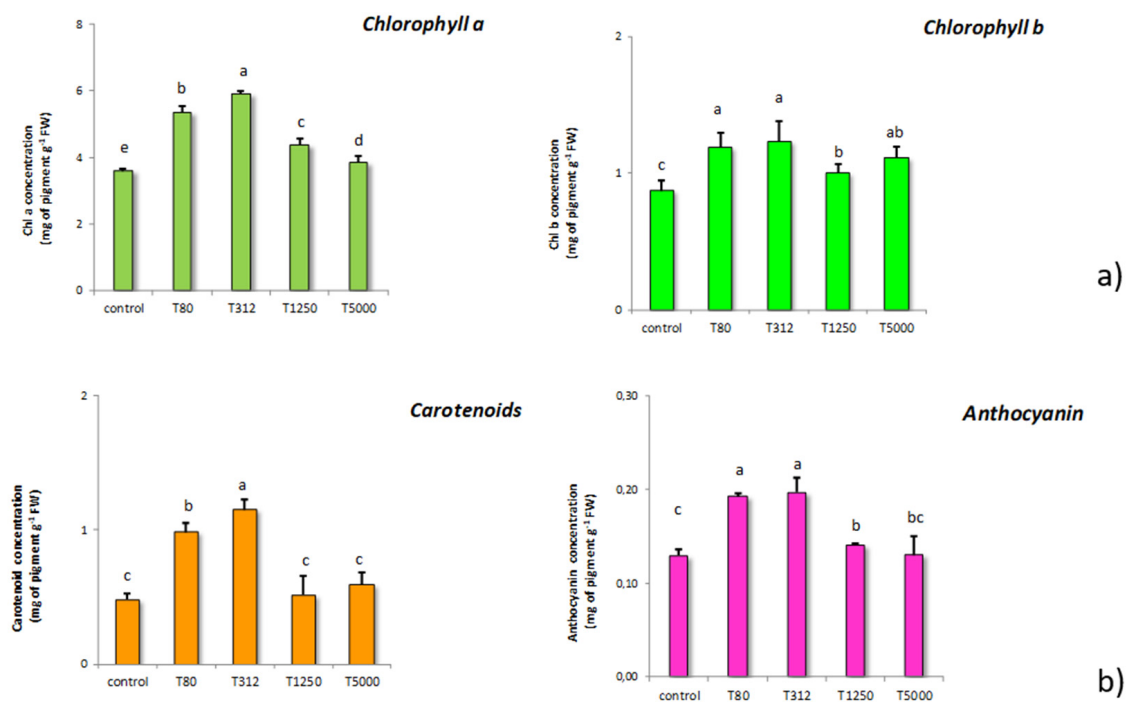 Chlorophyll a
Chl a concentration
(mg of pigment g-1 FW)
8
6
4
2
0
e
b
a
c
d
control T80 T312 T1250 T5000
Chlorophyll b
Chl b concentration
(mg of pigment g-1 FW)
2
1
0
c
a
a
b
ab
control T80 T312 T1250 T5000
a)
Carotenoids
Carotenoid concentration
(mg of pigment g-1 FW)
2
1
0
c
b
a
c
c
control T80 T312 T1250 T5000
Anthocyanin
Anthocyanin concentration
(mg of pigment g-1 FW)
0,30
0,20
0,10
0,00
c
a
a
b
bc
control T80 T312 T1250 T5000
b)